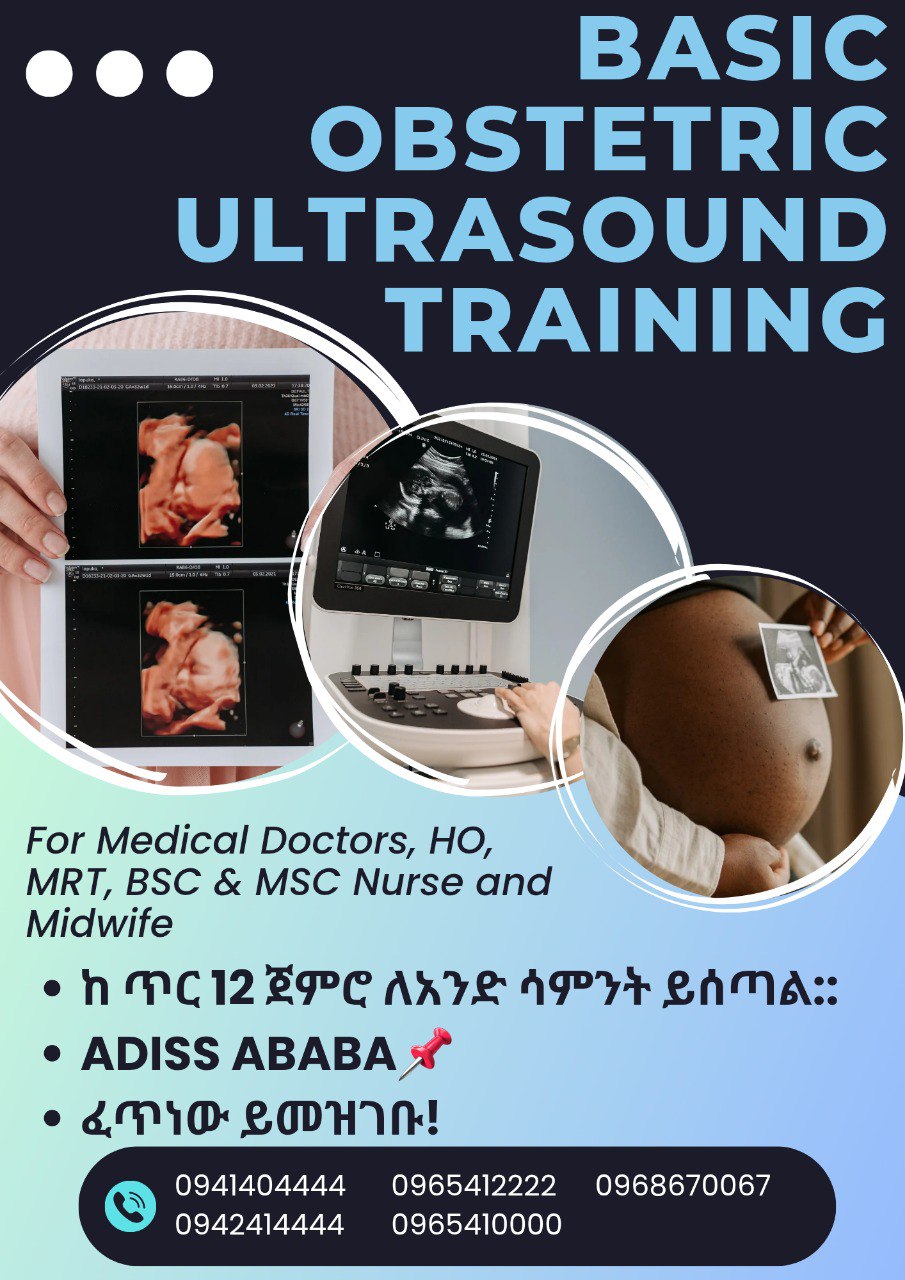 BASIC
OBSTETRIC
ULTRASOUND
TRAINING
For Medical Doctors, HO,
MRT, BSC & MSC Nurse and
Midwife
• ከ ጥር 12 ጀምሮ ለአንድ ሳምንት ይሰጣል።
• ADISS ABABA📌
• ፈጥነው ይመዝገቡ!
0941404444 0965412222 0968670067
0942414444 0965410000